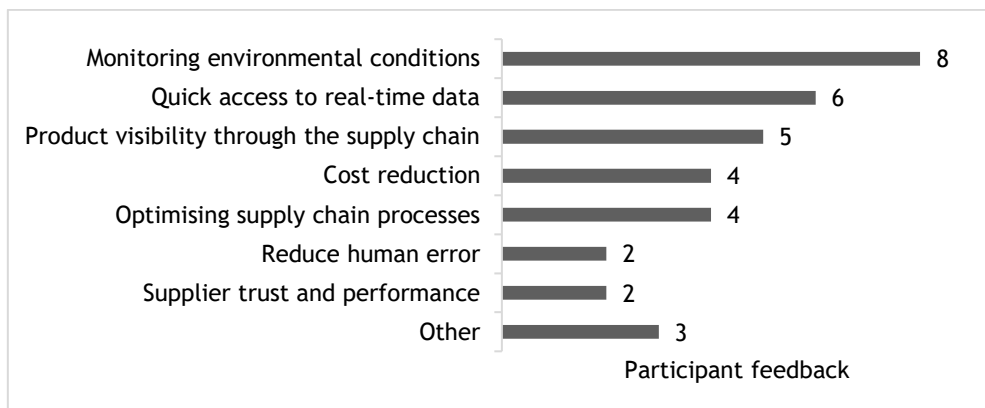 Monitoring environmental conditions 8
Quick access to real-time data 6
Product visibility through the supply chain 5
Cost reduction 4
Optimising supply chain processes 4
Reduce human error 2
Supplier trust and performance 2
Other 3
Participant feedback